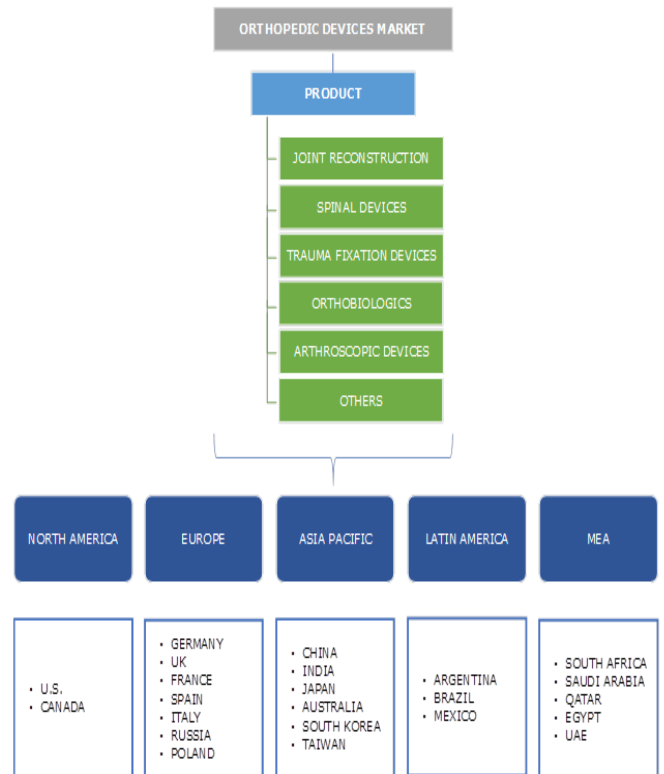 ORTHOPEDIC DEVICES MARKET
PRODUCT
JOINT RECONSTRUCTION
SPINAL DEVICES
TRAUMA FIXATION DEVICES
ORTHOBIOLOGICS
ARTHROSCOPIC DEVICES
OTHERS
NORTH AMERICA
EUROPE
ASIA PACIFIC
LATIN AMERICA
MEA
• U.S.
• CANADA
• GERMANY
• UK
• FRANCE
• SPAIN
• ITALY
• RUSSIA
• POLAND
• CHINA
• INDIA
• JAPAN
• AUSTRALIA
• SOUTH KOREA
• TAIWAN
• ARGENTINA
• BRAZIL
• MEXICO
• SOUTH AFRICA
• SAUDI ARABIA
• QATAR
• EGYPT
• UAE